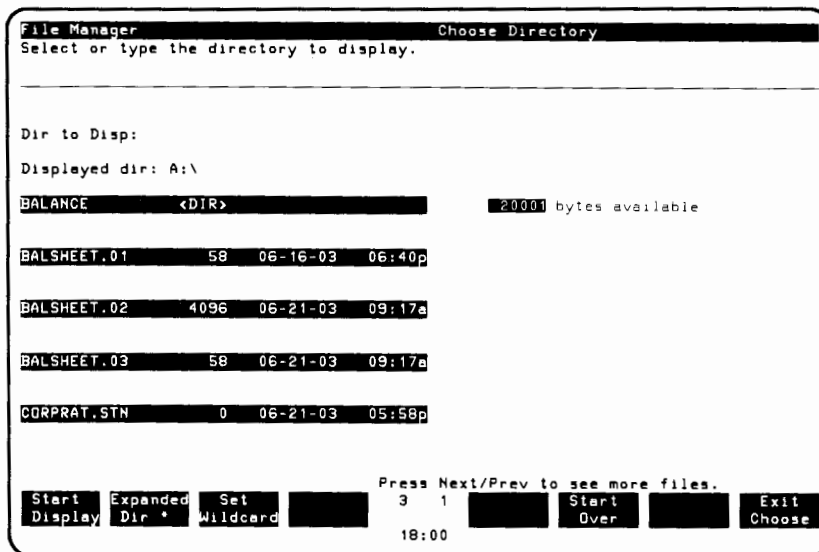 File Manager Choose Directory
Select or type the directory to display.
Dir to Disp:
Displayed dir: A:\
BALANCE <DIR> 20001 bytes available
BALSHEET.01 58 06-16-03 06:40p
BALSHEET.02 4096 06-21-03 09:17a
BALSHEET.03 58 06-21-03 09:17a
CORPRAT.STN 0 06-21-03 05:58p
Press Next/Prev to see more files.
Start Expanded Set 3 1 Start Exit
Display Dir * Wildcard Over Choose
18:00